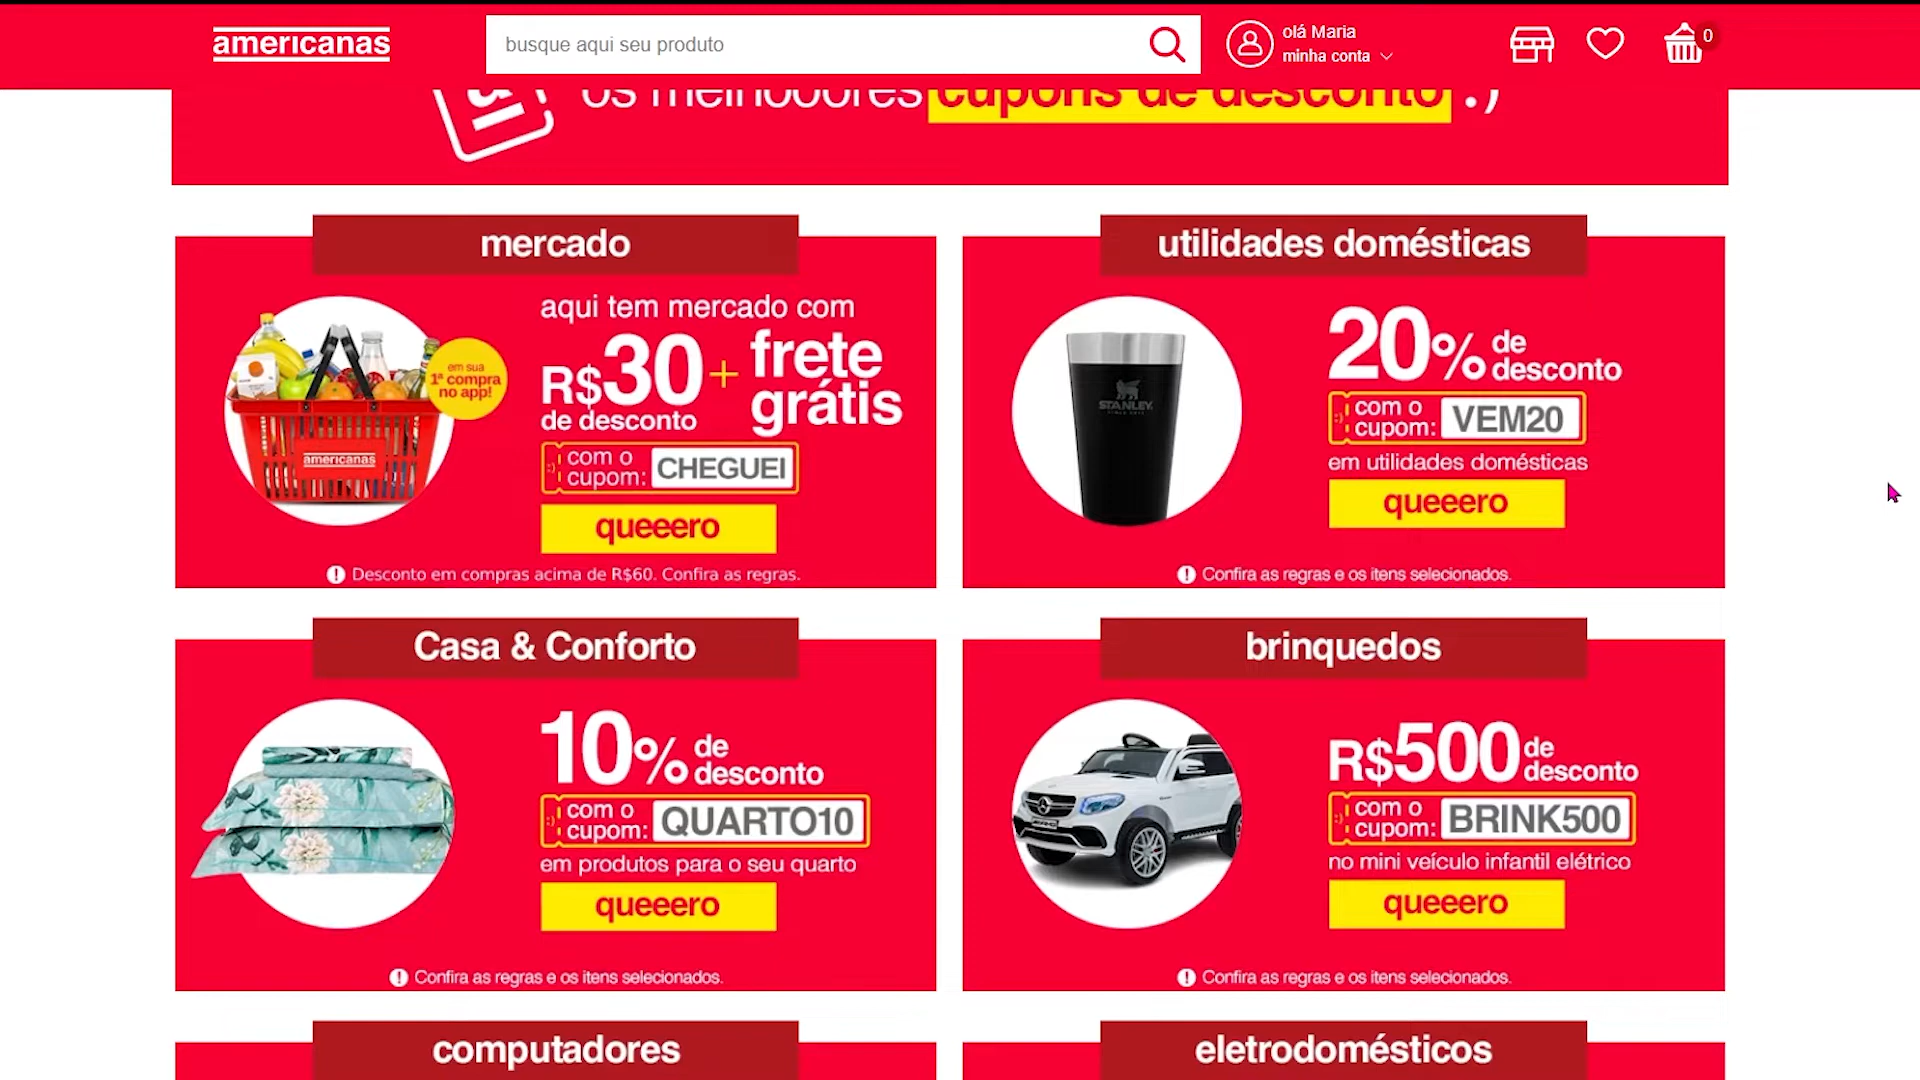 americanas
busque aqui seu produto
olá Maria
minha conta
0
os melhooores cupons de desconto :)
mercado
aqui tem mercado com
R$30 + frete grátis
de desconto
em sua
1ª compra
no app!
americanas
com o
cupom: CHEGUEI
queeero
Desconto em compras acima de R$60. Confira as regras.
utilidades domésticas
STANLEY
20% de desconto
com o
cupom: VEM20
em utilidades domésticas
queeero
Confira as regras e os itens selecionados.
Casa & Conforto
10% de desconto
com o
cupom: QUARTO10
em produtos para o seu quarto
queeero
Confira as regras e os itens selecionados.
brinquedos
R$500 de desconto
com o
cupom: BRINK500
no mini veículo infantil elétrico
queeero
Confira as regras e os itens selecionados.
computadores
eletrodomésticos